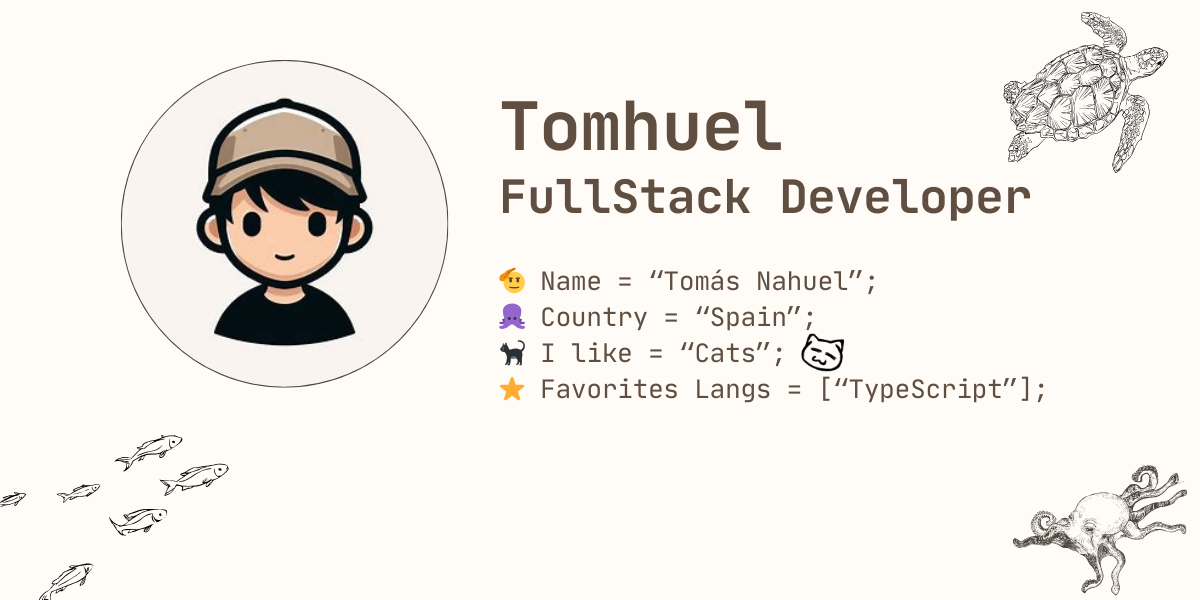 Tomhuel
FullStack Developer
🫡 Name = “Tomás Nahuel”;
🐙 Country = “Spain”;
🐈‍⬛ I like = “Cats”;
⭐ Favorites Langs = [“TypeScript”];